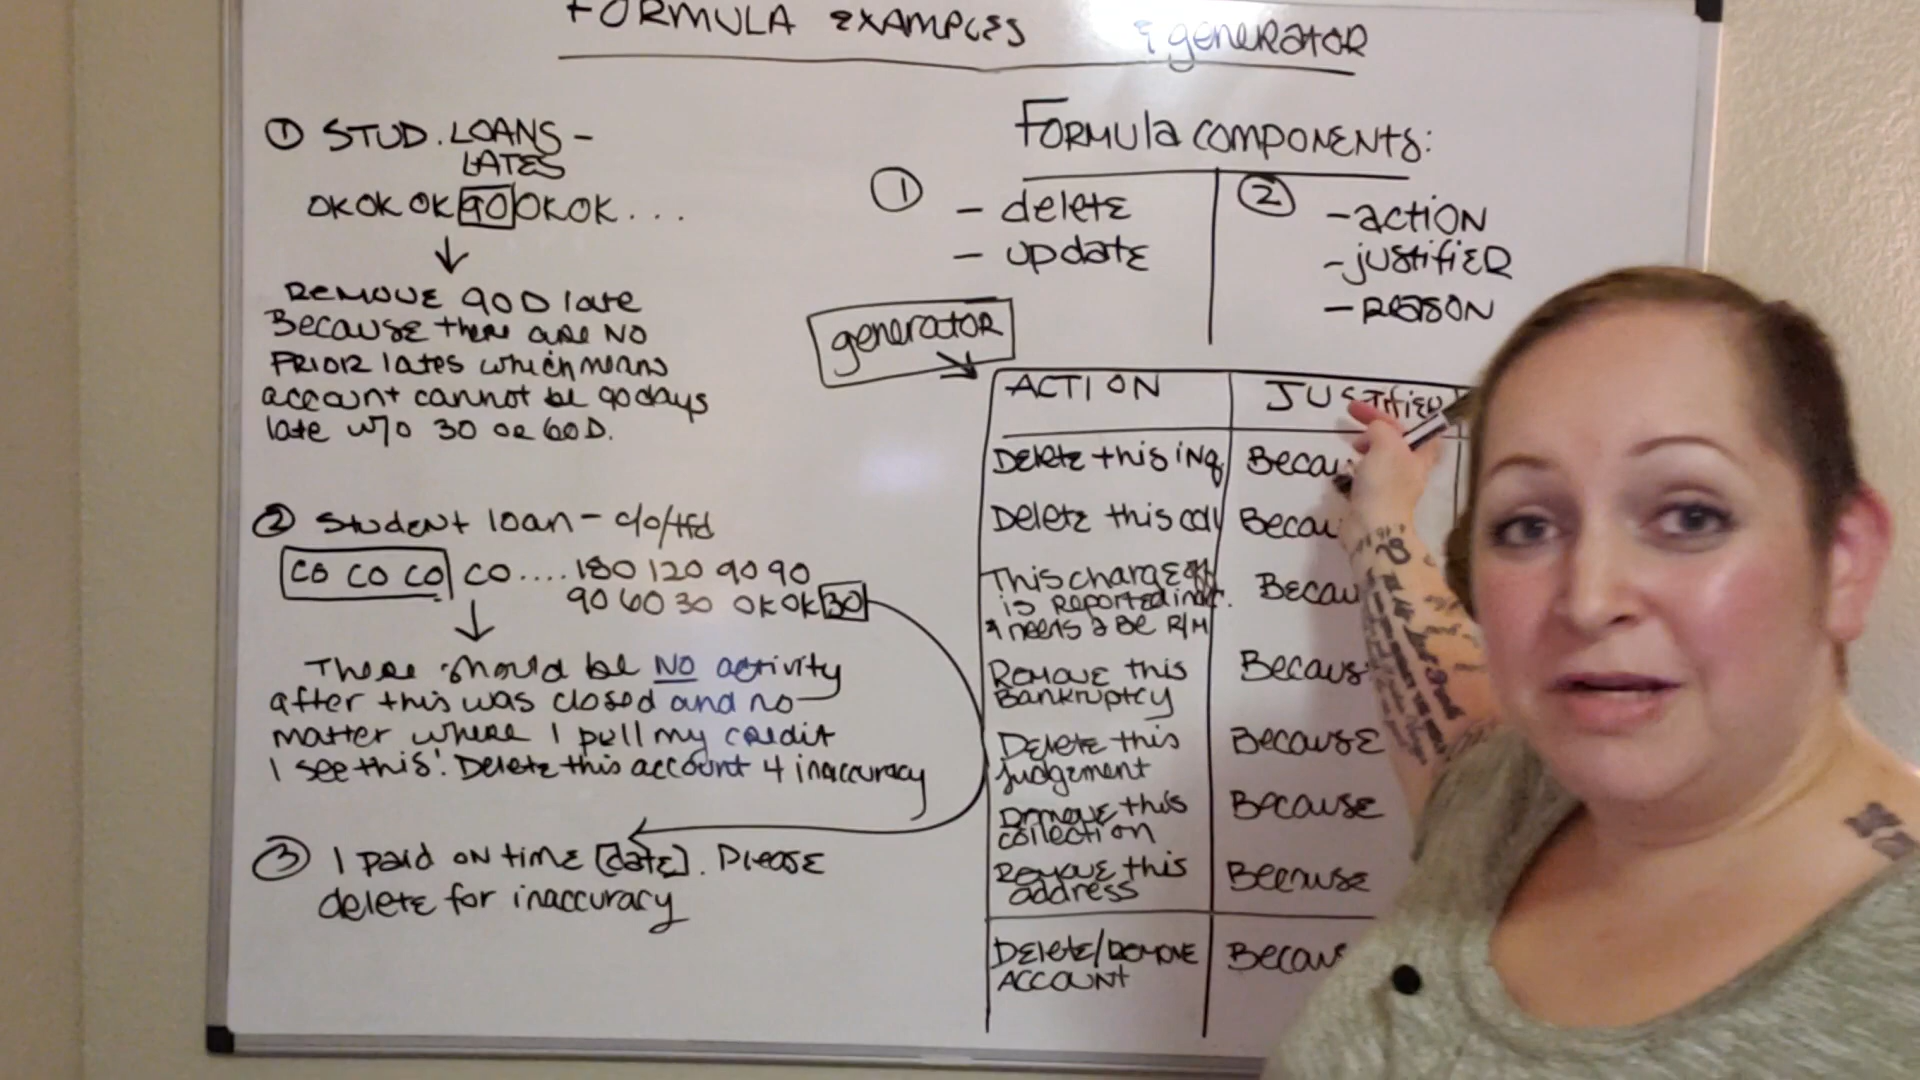 FORMULA EXAMPLES & generator
① STUD. LOANS -
LATES
OK OK OK 90 OK OK...
REMOVE 90 D late
Because there are NO
PRIOR lates which means
account cannot be 90 days
late w/o 30 or 60 D.
② Student loan - c/o/tfd
CO CO CO CO.... 180 120 90 90
90 60 30 OK OK 30
There should be NO activity
after this was closed and no
matter where I pull my credit
I see this! Delete this account 4 inaccuracy
③ I paid on time [date]. Please
delete for inaccuracy
Formula components:
①
- delete
- update
②
- action
- justifier
- REASON
generator
ACTION JUSTIFIER
Delete this inq Becau
Delete this coll Becau
This charge off Becau
is reported inacc.
& needs 2 Be R/M
Remove this Becaus
Bankruptcy
Delete this Because
judgement
Remove this Because
collection
Remove this Because
address
Delete/Remove Becaus
ACCOUNT